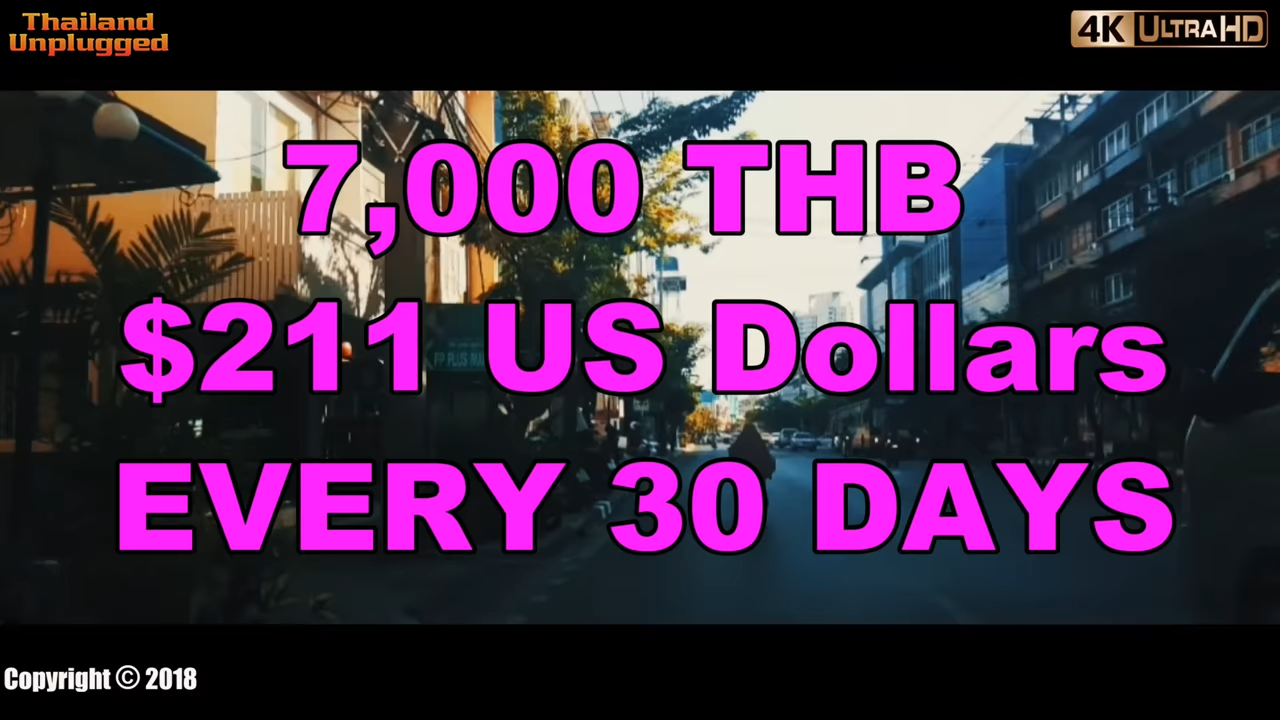 Thailand
Unplugged
4K ULTRAHD
7,000 THB
$211 US Dollars
EVERY 30 DAYS
Copyright © 2018